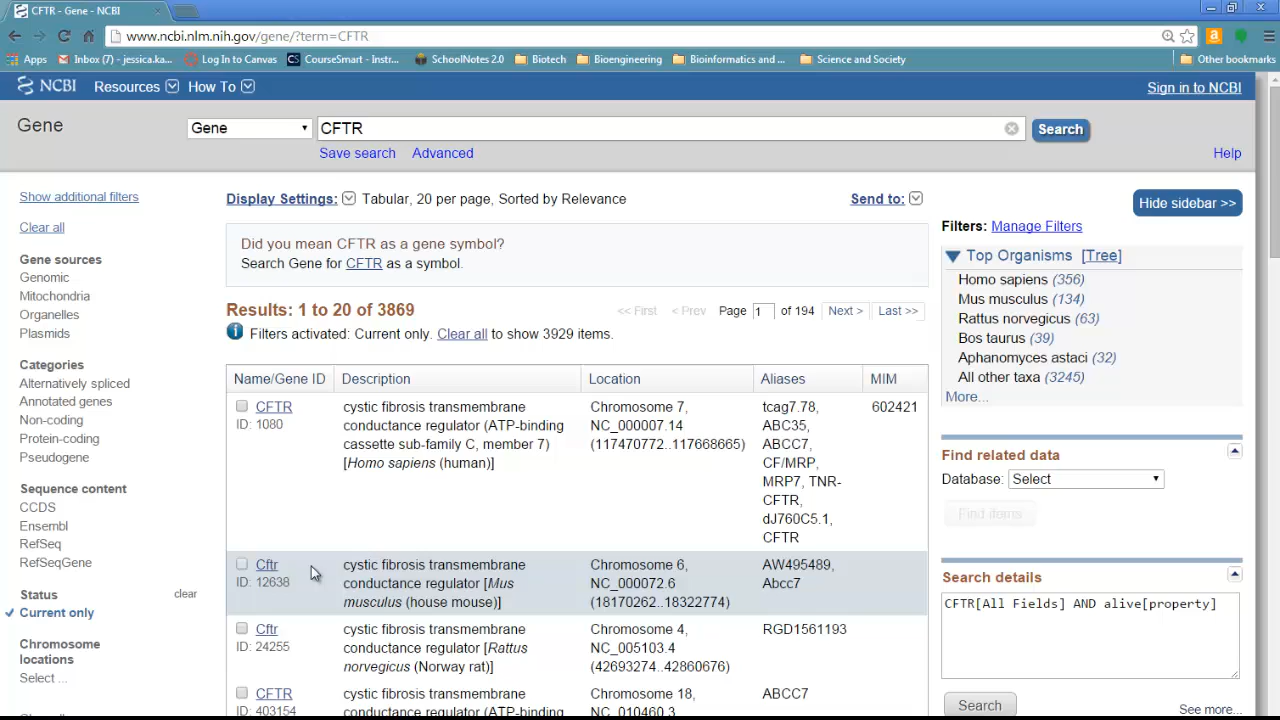 CFTR - Gene - NCBI
www.ncbi.nlm.nih.gov/gene/?term=CFTR
Apps Inbox (7) - jessica.ka... Log In to Canvas CourseSmart - Instr... SchoolNotes 2.0 Biotech Bioengineering Bioinformatics and ... Science and Society Other bookmarks
NCBI Resources How To Sign in to NCBI
Gene Gene CFTR Search
Save search Advanced Help
Show additional filters
Clear all
Gene sources
Genomic
Mitochondria
Organelles
Plasmids
Categories
Alternatively spliced
Annotated genes
Non-coding
Protein-coding
Pseudogene
Sequence content
CCDS
Ensembl
RefSeq
RefSeqGene
Status clear
Current only
Chromosome
locations
Select ...
Display Settings: Tabular, 20 per page, Sorted by Relevance Send to:
Did you mean CFTR as a gene symbol?
Search Gene for CFTR as a symbol.
Results: 1 to 20 of 3869 << First < Prev Page 1 of 194 Next > Last >>
Filters activated: Current only. Clear all to show 3929 items.
Name/Gene ID Description Location Aliases MIM
CFTR cystic fibrosis transmembrane Chromosome 7, tcag7.78, 602421
ID: 1080 conductance regulator (ATP-binding NC_000007.14 ABC35,
cassette sub-family C, member 7) (117470772..117668665) ABCC7,
[Homo sapiens (human)] CF/MRP,
MRP7, TNR-
CFTR,
dJ760C5.1,
CFTR
Cftr cystic fibrosis transmembrane Chromosome 6, AW495489,
ID: 12638 conductance regulator [Mus NC_000072.6 Abcc7
musculus (house mouse)] (18170262..18322774)
Cftr cystic fibrosis transmembrane Chromosome 4, RGD1561193
ID: 24255 conductance regulator [Rattus NC_005103.4
norvegicus (Norway rat)] (42693274..42860676)
CFTR cystic fibrosis transmembrane Chromosome 18, ABCC7
ID: 403154 conductance regulator (ATP-binding NC_010460.3
Hide sidebar >>
Filters: Manage Filters
Top Organisms [Tree]
Homo sapiens (356)
Mus musculus (134)
Rattus norvegicus (63)
Bos taurus (39)
Aphanomyces astaci (32)
All other taxa (3245)
More...
Find related data
Database: Select
Find items
Search details
CFTR[All Fields] AND alive[property]
Search See more...